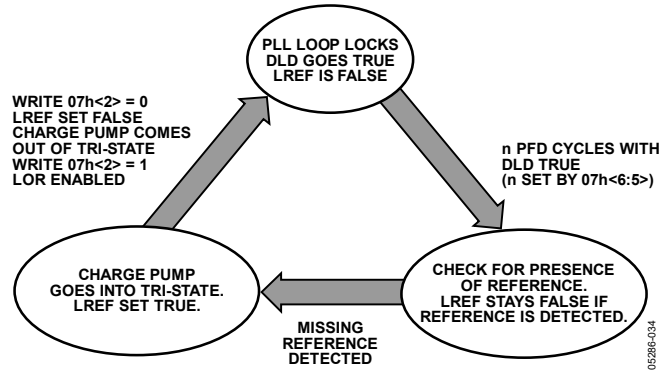 PLL LOOP LOCKS
DLD GOES TRUE
LREF IS FALSE
WRITE 07h<2> = 0
LREF SET FALSE
CHARGE PUMP COMES
OUT OF TRI-STATE
WRITE 07h<2> = 1
LOR ENABLED
n PFD CYCLES WITH
DLD TRUE
(n SET BY 07h<6:5>)
CHARGE PUMP
GOES INTO TRI-STATE.
LREF SET TRUE.
CHECK FOR PRESENCE
OF REFERENCE.
LREF STAYS FALSE IF
REFERENCE IS DETECTED.
MISSING
REFERENCE
DETECTED
05286-034